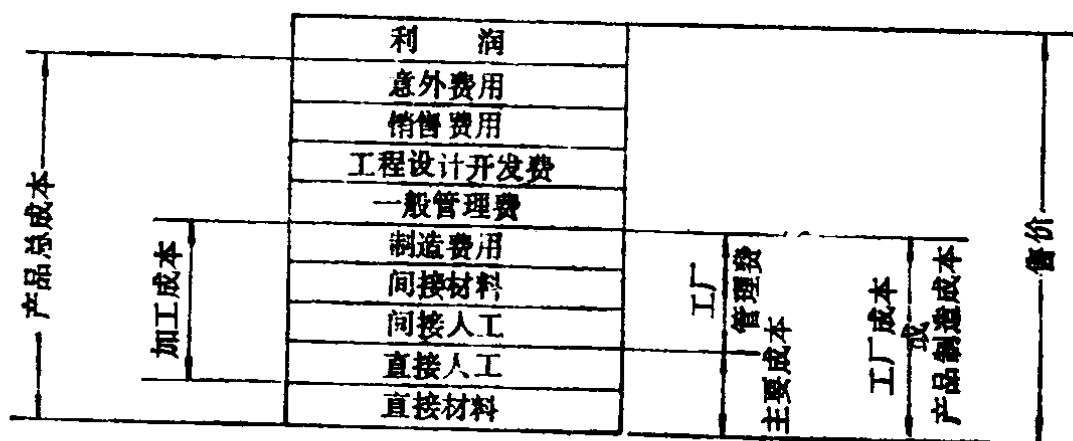 利 润
意外费用
销售费用
工程设计开发费
一般管理费
制造费用
间接材料
间接人工
直接人工
直接材料
产品总成本
加工成本
工厂
管理费
主要成本
工厂成本
或
产品制造成本
售价